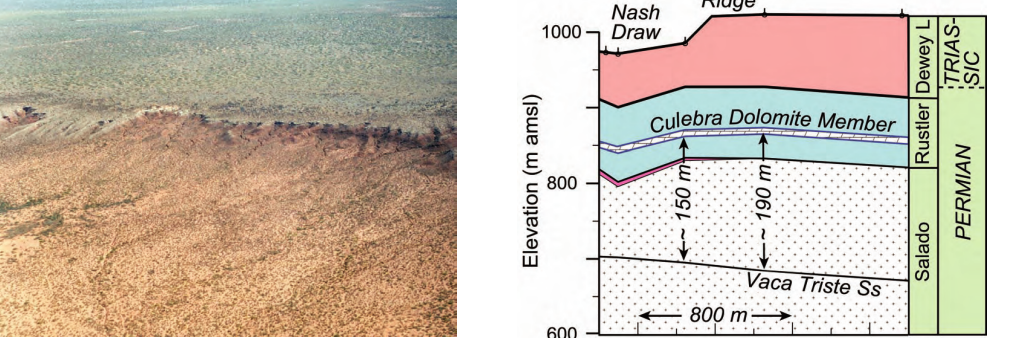 Ridge
Nash
Draw
1000
800
600
Elevation (m amsl)
Culebra Dolomite Member
~ 150 m
~ 190 m
Vaca Triste Ss
800 m
Dewey L
Rustler
Salado
TRIAS-
SIC
PERMIAN